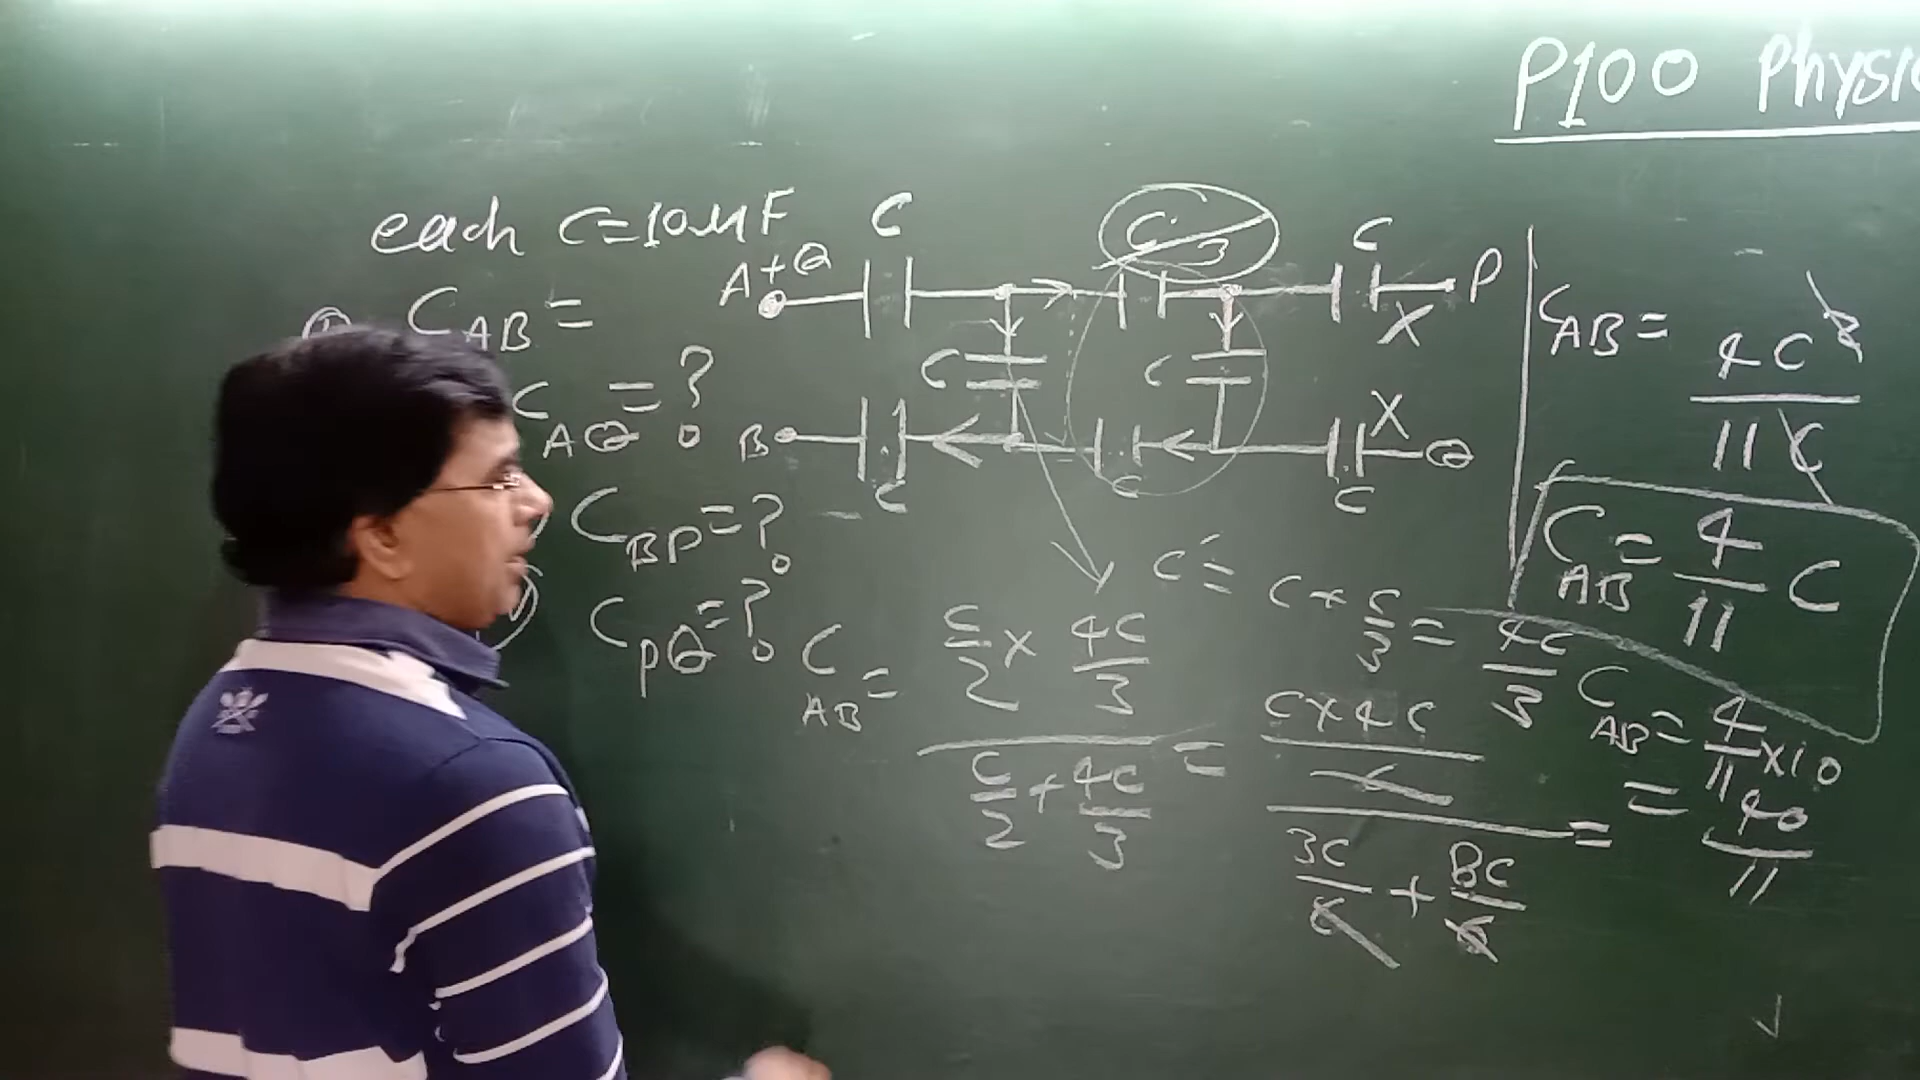 P100 Physic
each C=10μF
C_AB =
C_AQ = ?
C_BP = ?
C_PQ = ?
C C/3 C
A +Q P
C C X
X
B Q
C C C
C' = C + C/3 = 4C/3
C_AB = (C/2 × 4C/3) / (C/2 + 4C/3) = (C×4C / 6) / (3C/6 + 8C/6) =
C_AB = 4C² / 11C
C_AB = 4/11 C
C_AB = 4/11 ×10
= 40/11